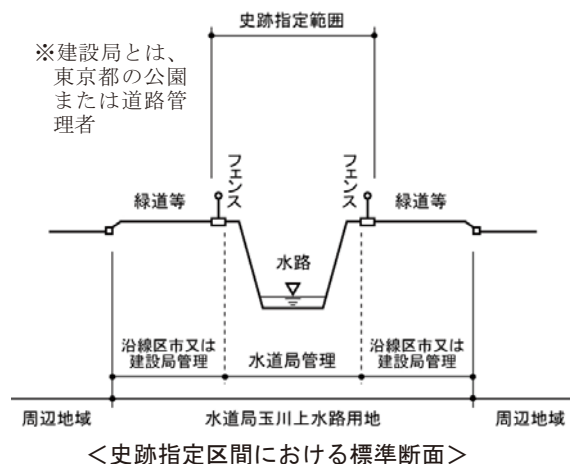 史跡指定範囲
※建設局とは、
東京都の公園
または道路管
理者
フェンス
フェンス
緑道等
緑道等
水路
沿線区市又は
建設局管理
水道局管理
沿線区市又は
建設局管理
周辺地域
水道局玉川上水路用地
周辺地域
＜史跡指定区間における標準断面＞